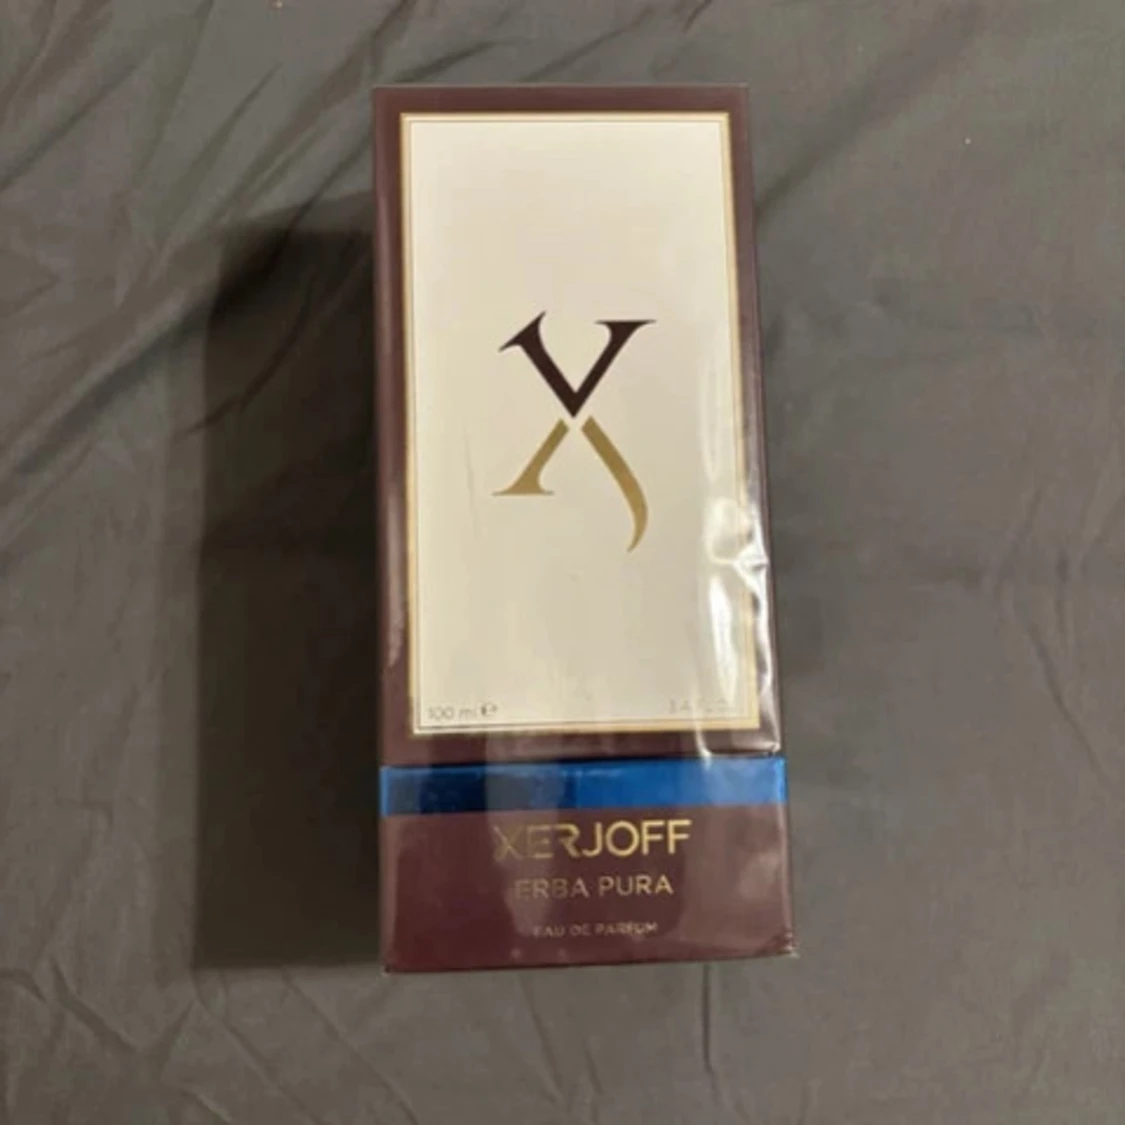 X
100 ml ℮
XERJOFF
ERBA PURA
EAU DE PARFUM